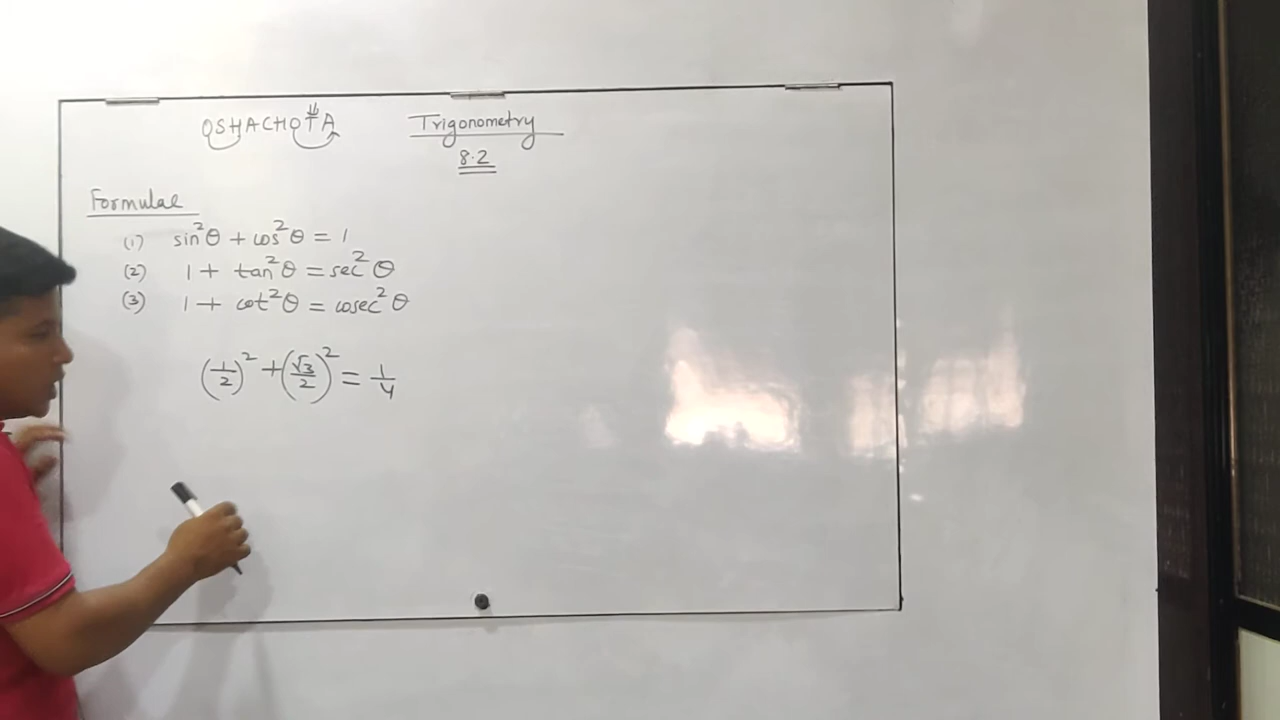 OSHACHOTA
Trigonometry
8.2
Formulae
(1) sin²θ + cos²θ = 1
(2) 1 + tan²θ = sec²θ
(3) 1 + cot²θ = cosec²θ
(1/2)² + (√3/2)² = 1/4